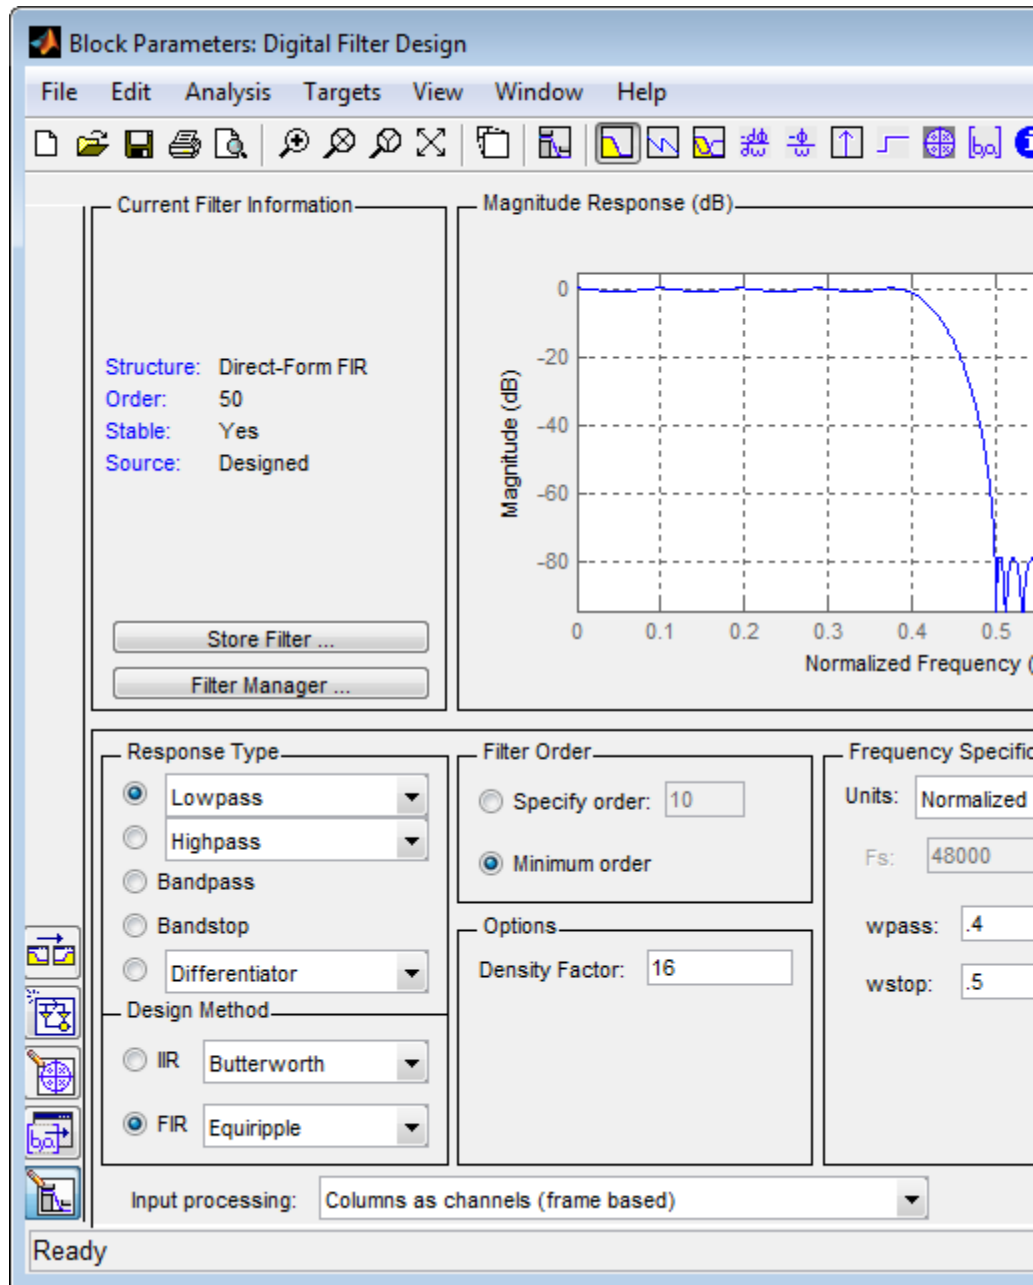 Block Parameters: Digital Filter Design
File Edit Analysis Targets View Window Help
Current Filter Information
Structure: Direct-Form FIR
Order: 50
Stable: Yes
Source: Designed
Store Filter ...
Filter Manager ...
Magnitude Response (dB)
Magnitude (dB)
0
-20
-40
-60
-80
0 0.1 0.2 0.3 0.4 0.5
Normalized Frequency (
Response Type
Lowpass
Highpass
Bandpass
Bandstop
Differentiator
Design Method
IIR Butterworth
FIR Equiripple
Filter Order
Specify order: 10
Minimum order
Options
Density Factor: 16
Frequency Specific
Units: Normalized
Fs: 48000
wpass: .4
wstop: .5
Input processing: Columns as channels (frame based)
Ready